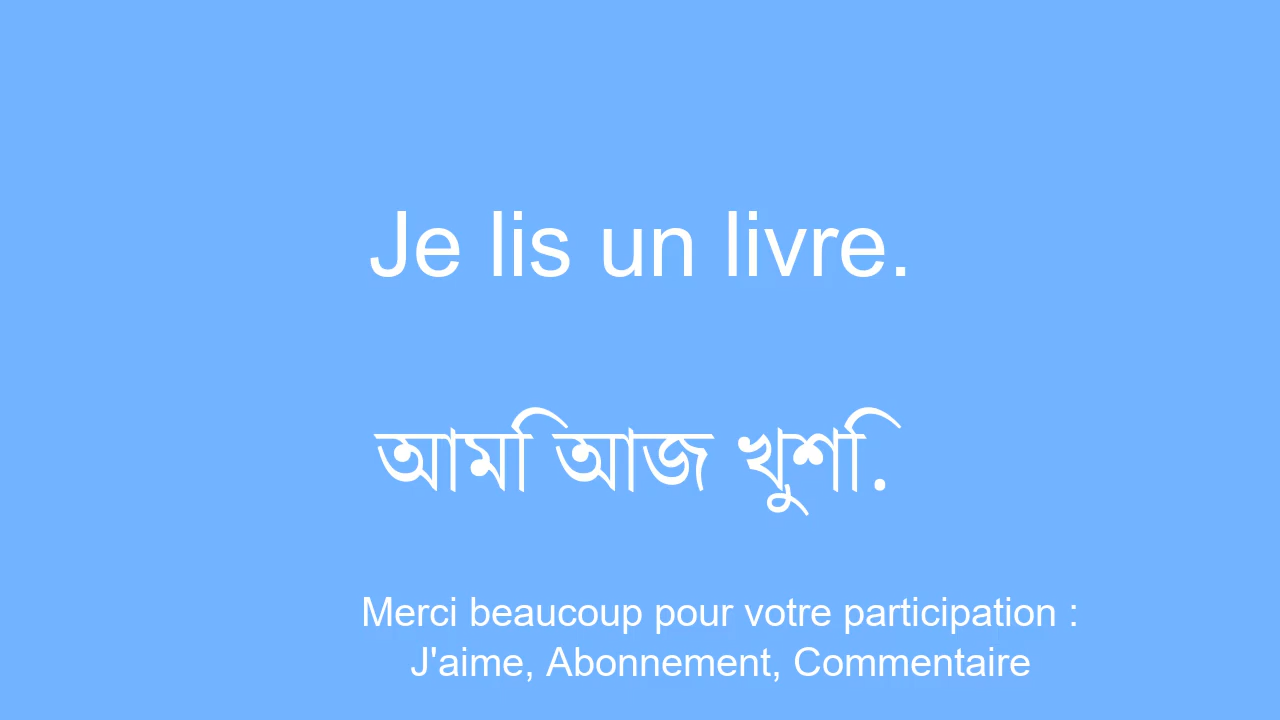 Je lis un livre.
আমি আজ খুশি.
Merci beaucoup pour votre participation :
J'aime, Abonnement, Commentaire